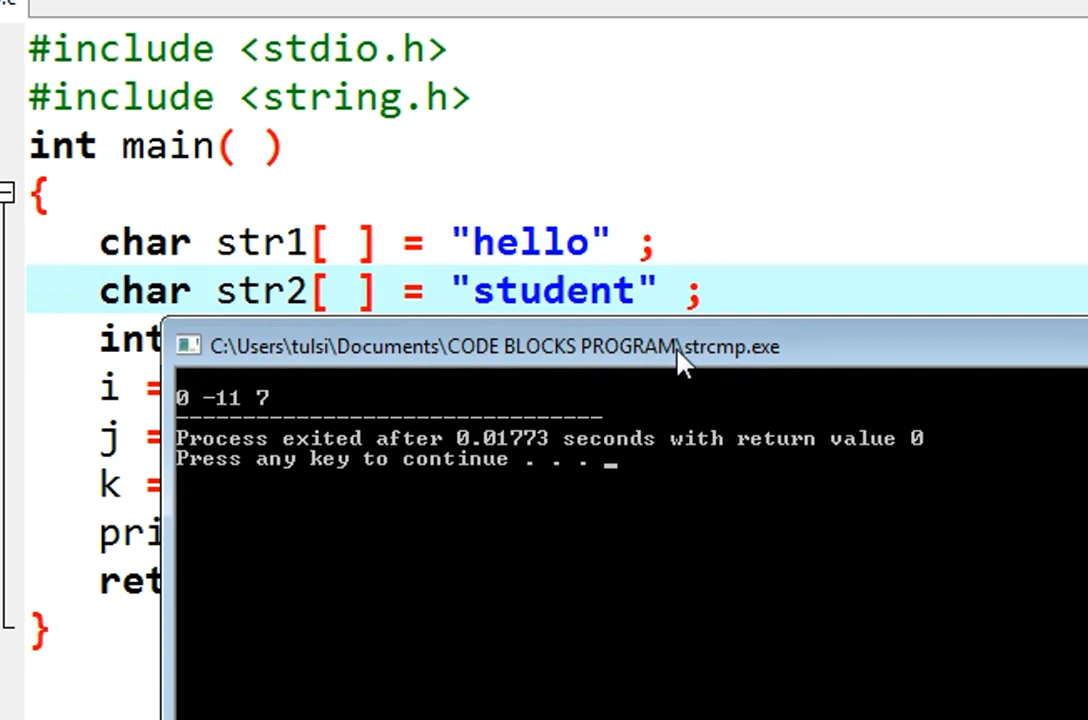 #include <stdio.h>
#include <string.h>
int main( )
{
char str1[ ] = "hello" ;
char str2[ ] = "student" ;
int
C:\Users\tulsi\Documents\CODE BLOCKS PROGRAM\strcmp.exe
i =
0 -11 7
--------------------------------
j =
Process exited after 0.01773 seconds with return value 0
Press any key to continue . . . _
k =
pri
ret
}